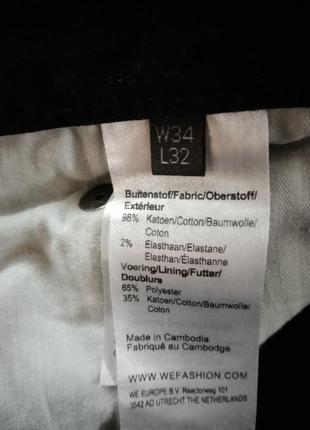 W34
L32
Buitenstof/Fabric/Oberstoff/
Extérieur
98% Katoen/Cotton/Baumwolle/
Coton
2% Elasthaan/Elastane/
Elasthan/Élasthanne
Voering/Lining/Futter/
Doublure
65% Polyester
35% Katoen/Cotton/Baumwolle/
Coton
Made in Cambodia
Fabriqué au Cambodge
WWW.WEFASHION.COM
WE EUROPE B.V. Reactorweg 101
3542 AD UTRECHT THE NETHERLANDS